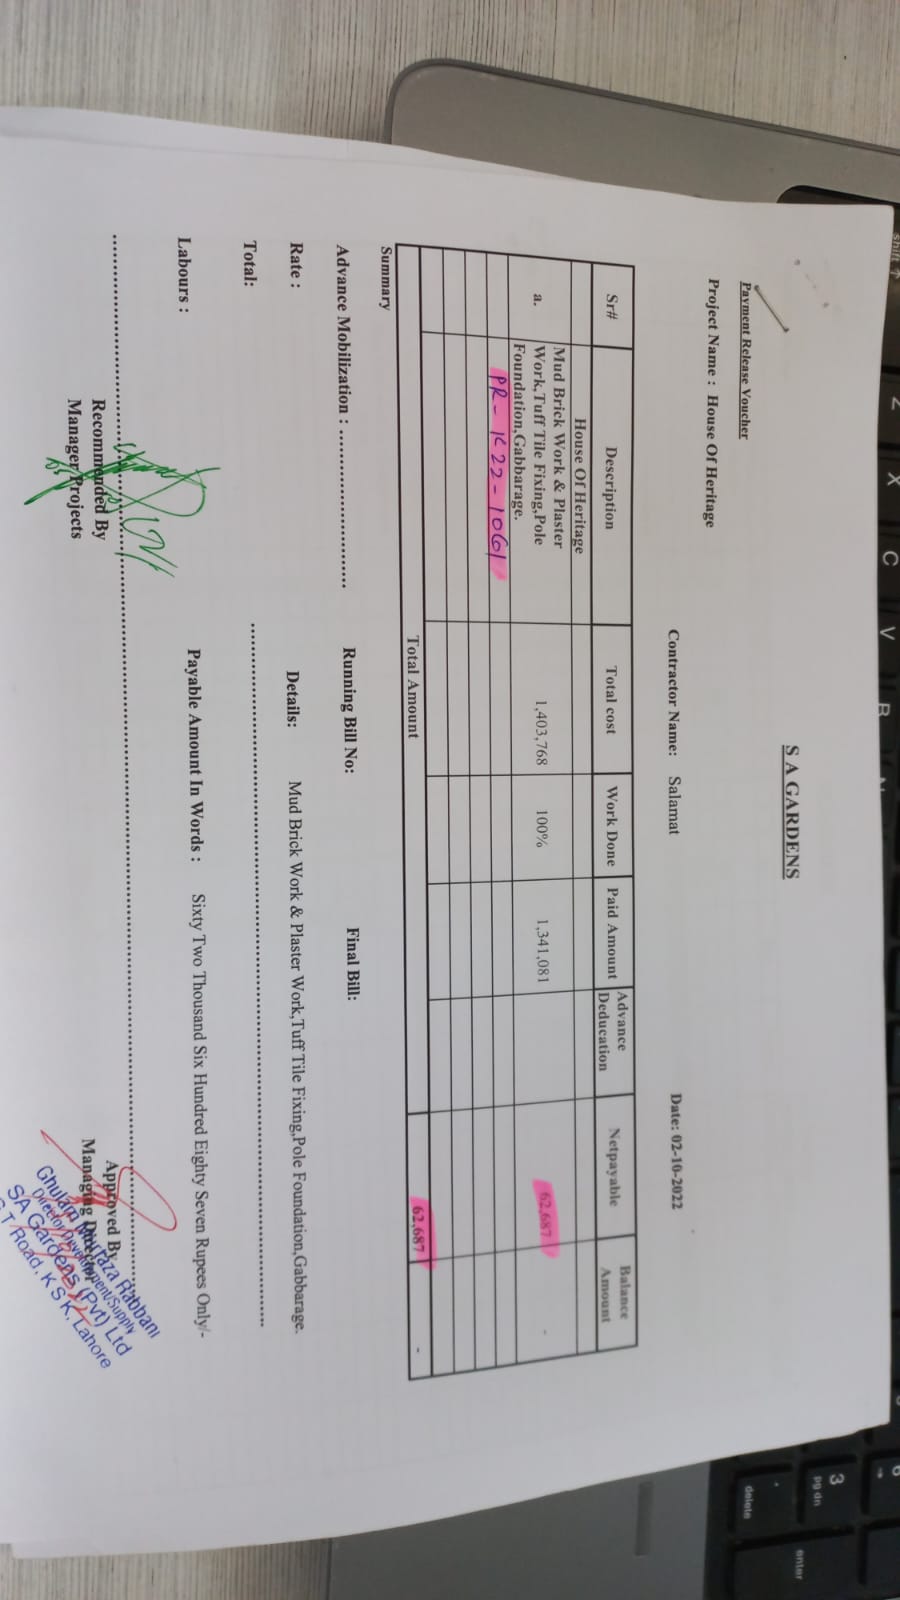 S A GARDENS
Payment Release Voucher
Project Name : House Of Heritage
Contractor Name: Salamat
Date: 02-10-2022
Sr# Description Total cost Work Done Paid Amount Advance Deducation Netpayable Balance Amount
House Of Heritage
a. Mud Brick Work & Plaster Work,Tuff Tile Fixing,Pole Foundation,Gabbarage. 1,403,768 100% 1,341,081 62,687 -
PR-K22-1061
Total Amount 62,687 -
Summary
Advance Mobilization : ........................ Running Bill No: Final Bill:
Rate : Details: Mud Brick Work & Plaster Work,Tuff Tile Fixing,Pole Foundation,Gabbarage.
Total:
Labours : Payable Amount In Words : Sixty Two Thousand Six Hundred Eighty Seven Rupees Only/-
Recommended By
Manager Projects
Approved By
Managing Director
Ghulam Murtaza Rabbani
Director Development/Supply
SA Gardens (Pvt) Ltd
G T Road, K S K, Lahore
shift
Z
X
C
V
B
3
pg dn
delete
enter